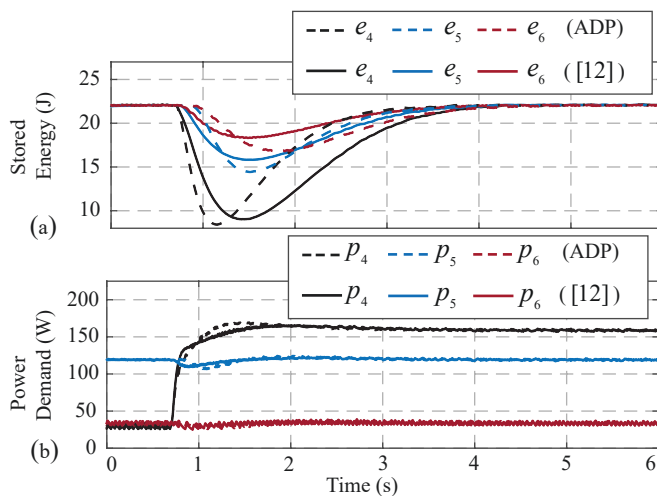 e4 e5 e6 (ADP)
e4 e5 e6 ([12])
Stored
Energy (J)
25
20
15
10
(a)
p4 p5 p6 (ADP)
p4 p5 p6 ([12])
Power
Demand (W)
200
150
100
50
0
(b)
0 1 2 3 4 5 6
Time (s)